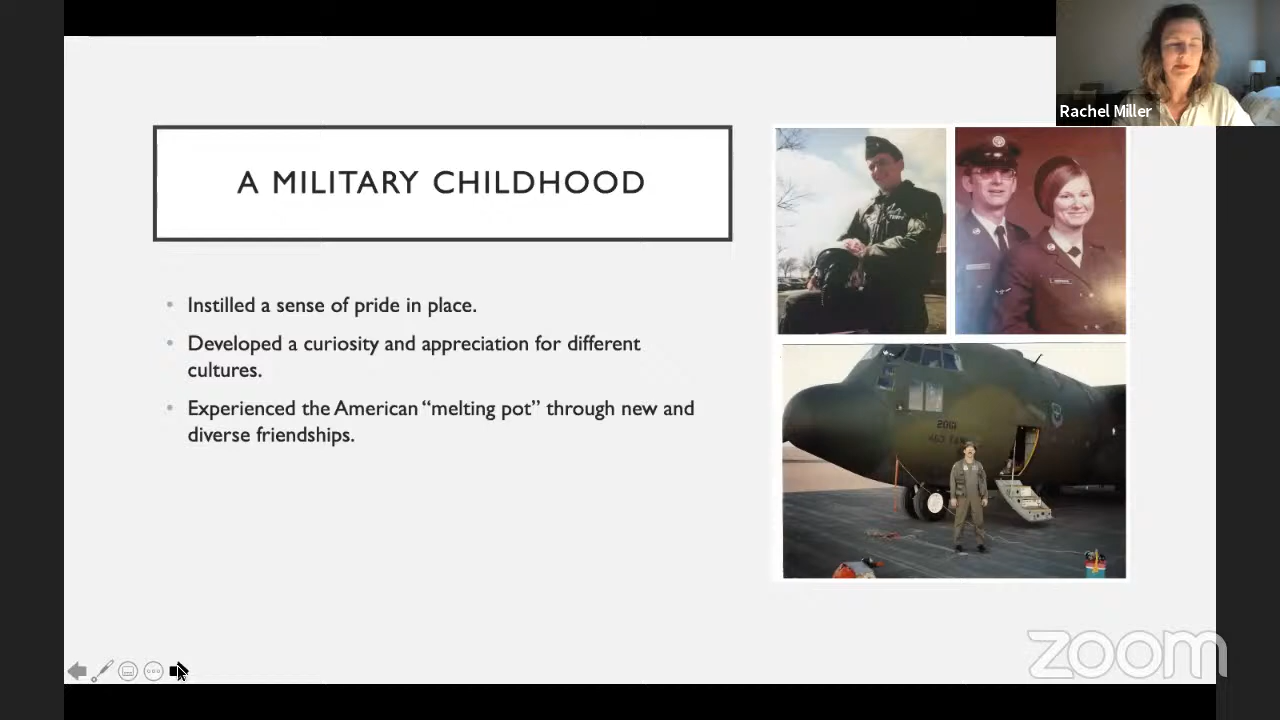 Rachel Miller
A MILITARY CHILDHOOD
Instilled a sense of pride in place.
Developed a curiosity and appreciation for different
cultures.
Experienced the American “melting pot” through new and
diverse friendships.
2061
zoom